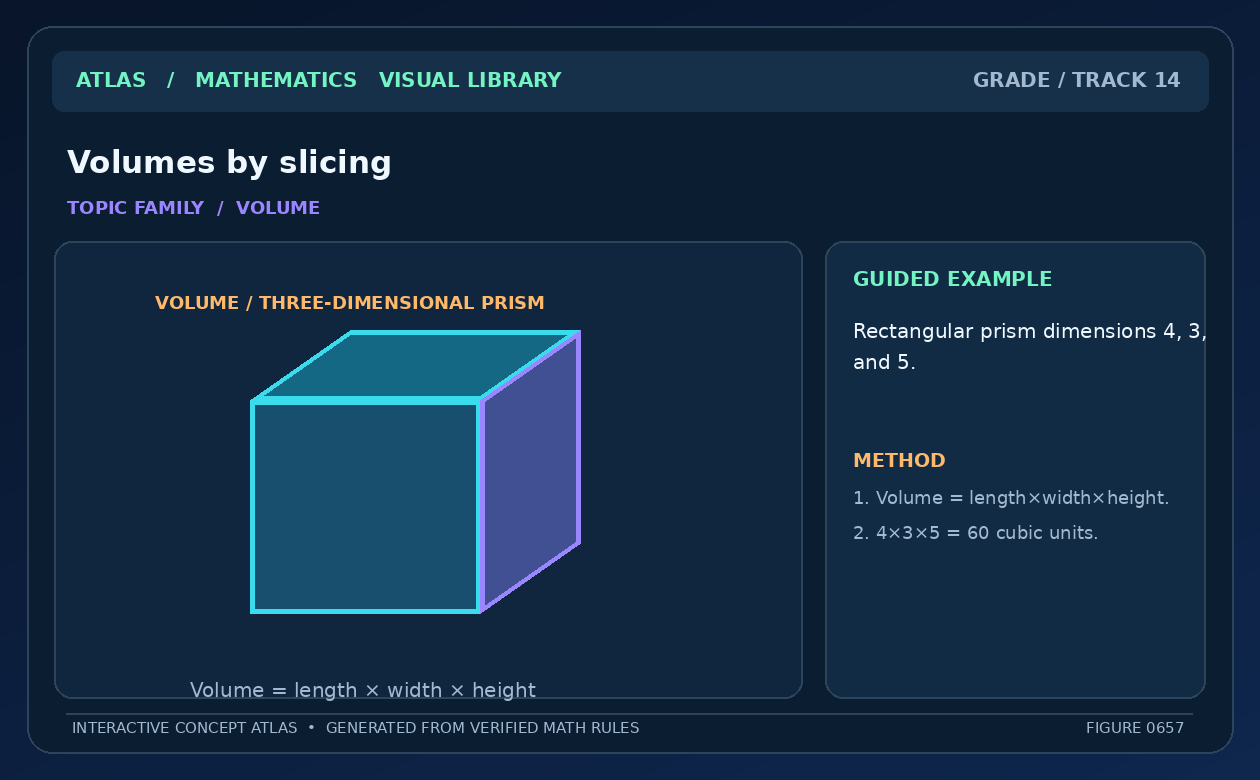 ATLAS / MATHEMATICS VISUAL LIBRARY
GRADE / TRACK 14
Volumes by slicing
TOPIC FAMILY / VOLUME
VOLUME / THREE-DIMENSIONAL PRISM
Volume = length × width × height
GUIDED EXAMPLE
Rectangular prism dimensions 4, 3,
and 5.
METHOD
1. Volume = length×width×height.
2. 4×3×5 = 60 cubic units.
INTERACTIVE CONCEPT ATLAS • GENERATED FROM VERIFIED MATH RULES
FIGURE 0657